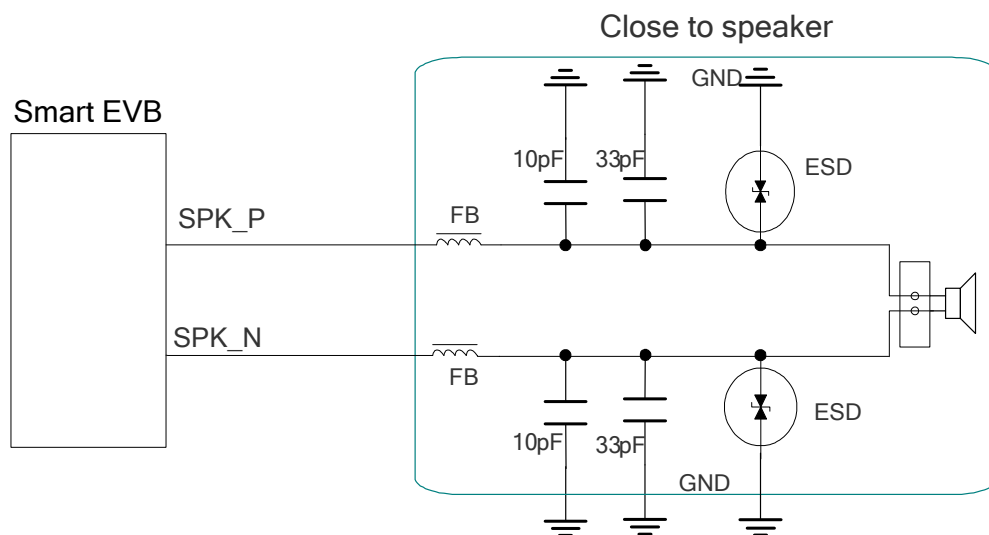 Close to speaker
GND
Smart EVB
10pF
33pF
ESD
SPK_P
FB
SPK_N
FB
ESD
10pF
33pF
GND